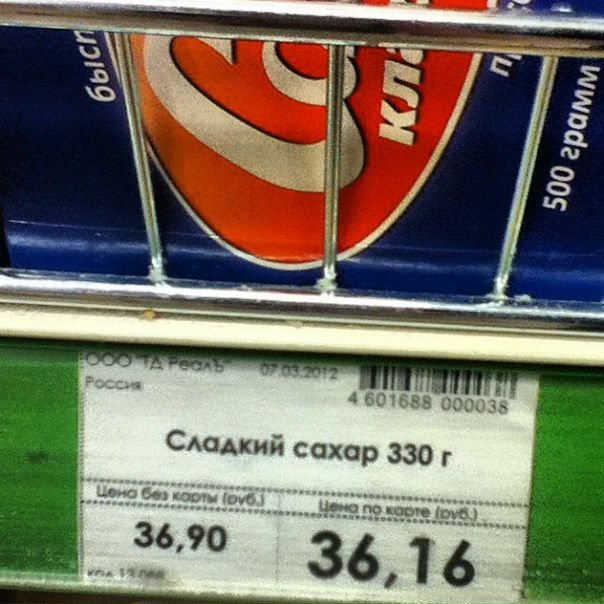 быст
кла
500 грамм
ООО "ТД РеалЪ" 07.03.2012
Россия
4 601688 000038
Сладкий сахар 330 г
Цена без карты (руб.) Цена по карте (руб.)
36,90 36,16